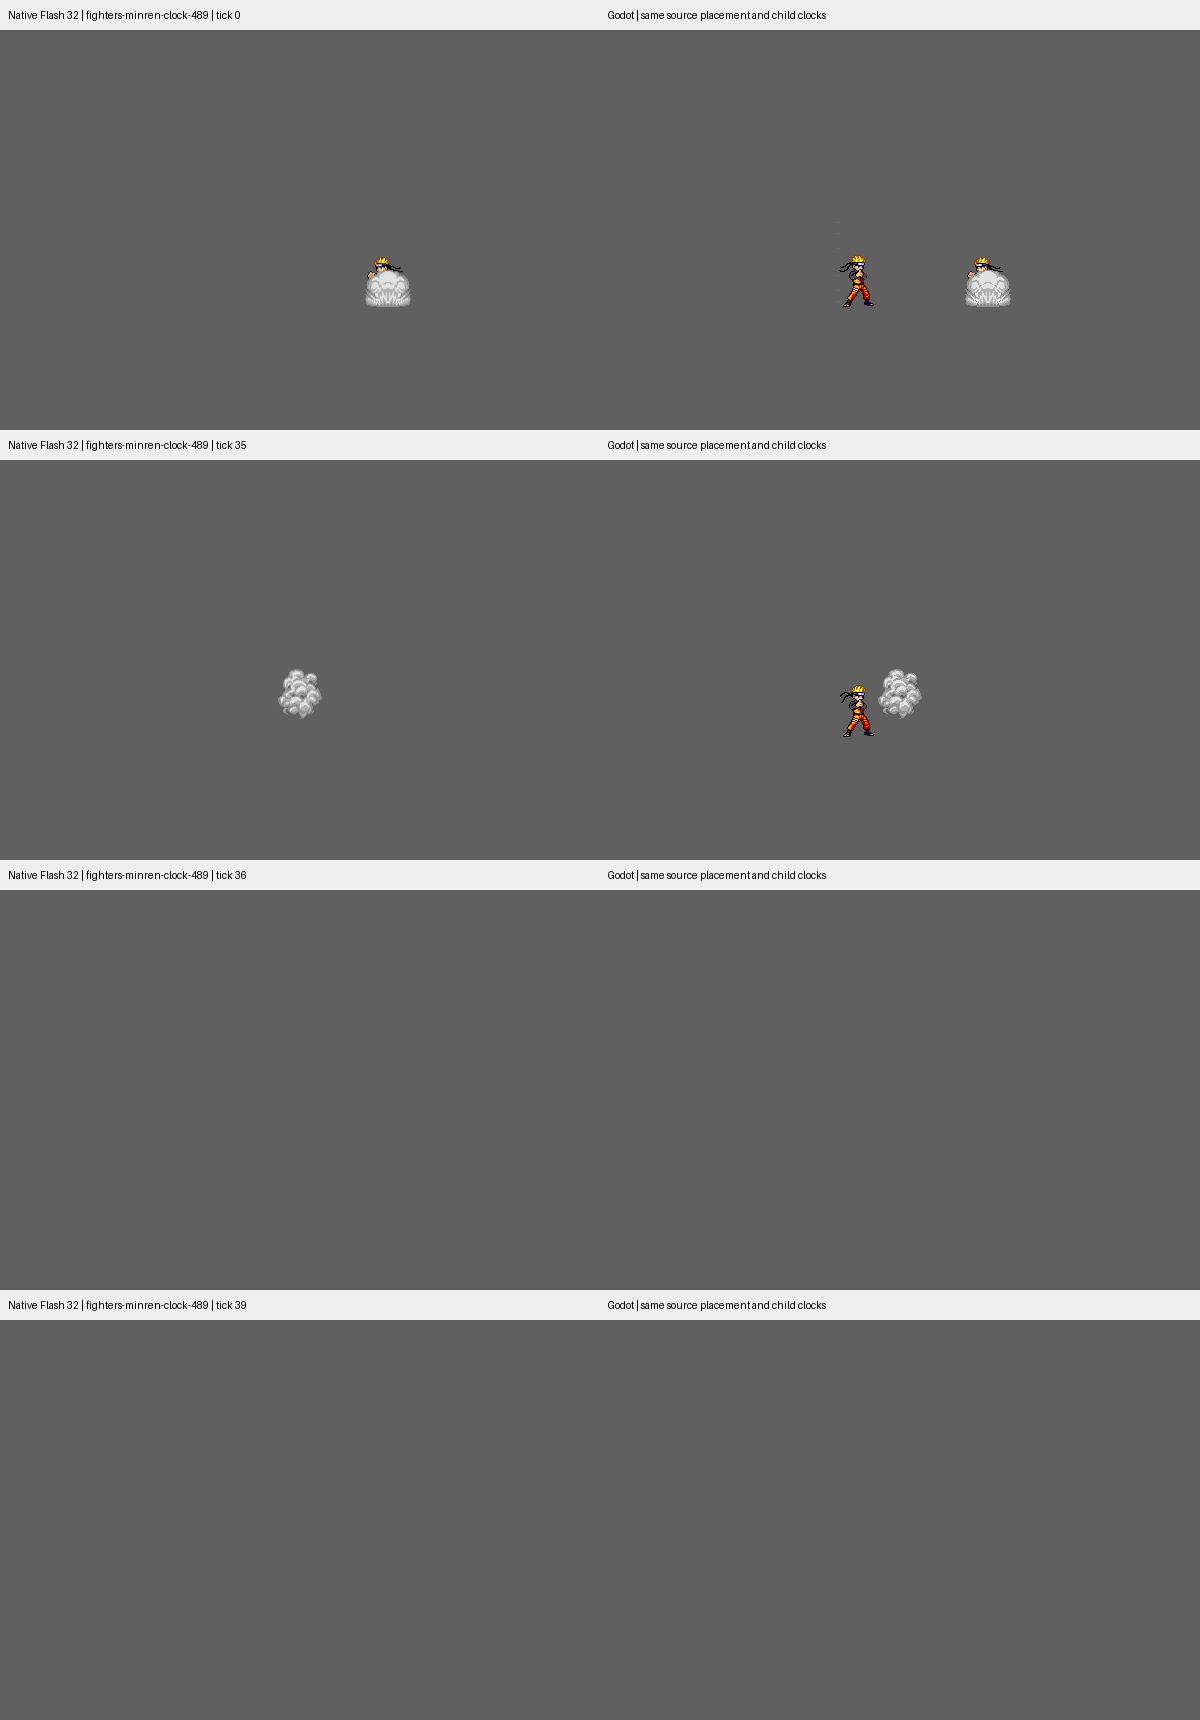 Native Flash 32 | fighters-minren-clock-489 | tick 0
Godot | same source placement and child clocks
Native Flash 32 | fighters-minren-clock-489 | tick 35
Godot | same source placement and child clocks
Native Flash 32 | fighters-minren-clock-489 | tick 36
Godot | same source placement and child clocks
Native Flash 32 | fighters-minren-clock-489 | tick 39
Godot | same source placement and child clocks